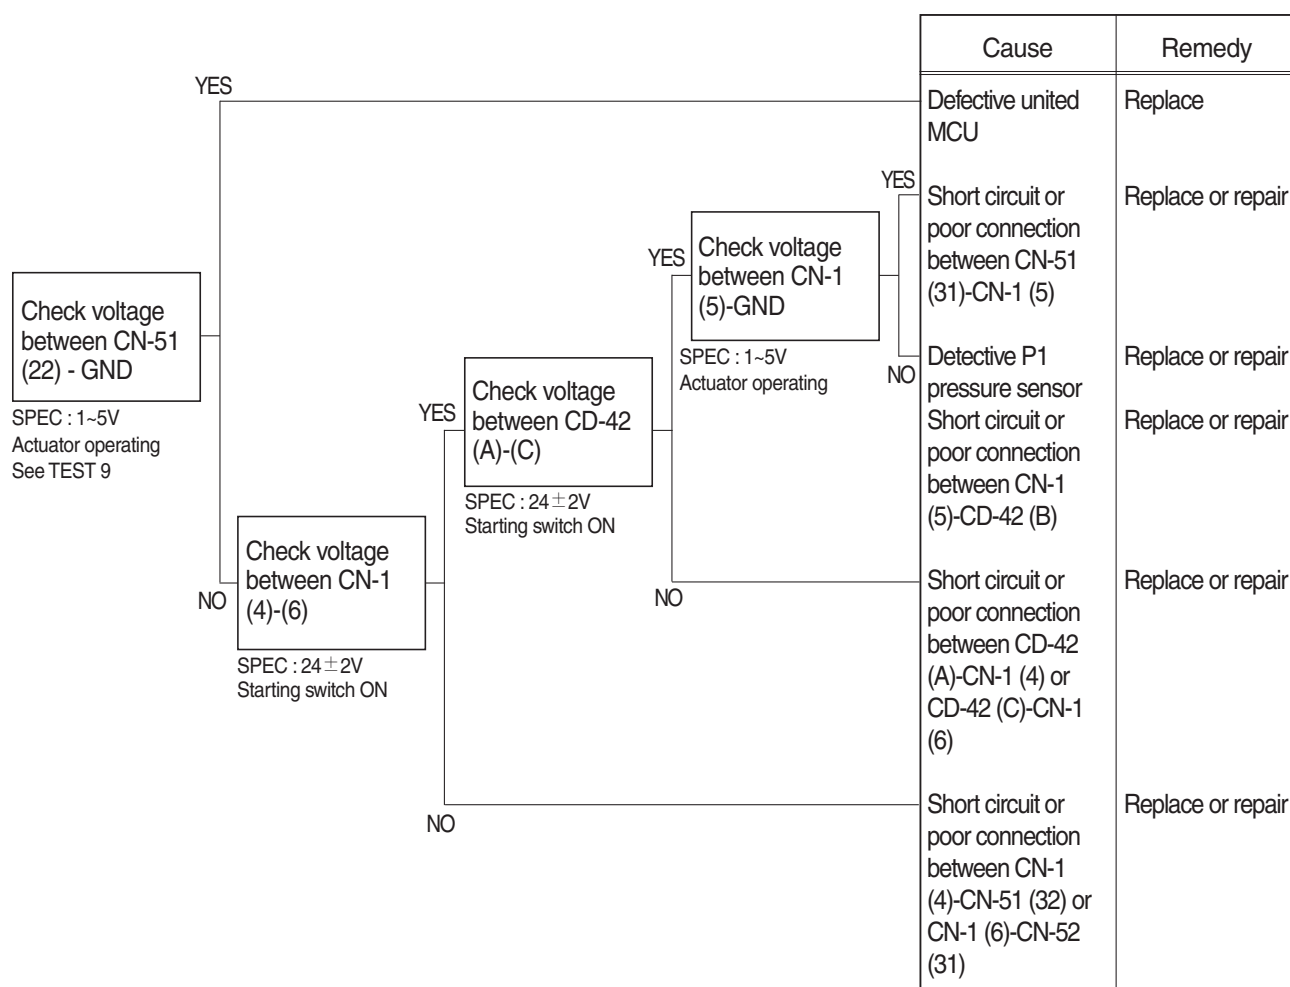 Cause
Remedy
YES
Defective united
MCU
Replace
YES
Short circuit or
poor connection
between CN-51
(31)-CN-1 (5)
Replace or repair
YES
Check voltage
between CN-1
(5)-GND
SPEC : 1~5V
Actuator operating
NO
Detective P1
pressure sensor
Replace or repair
Short circuit or
poor connection
between CN-1
(5)-CD-42 (B)
Replace or repair
Check voltage
between CN-51
(22) - GND
SPEC : 1~5V
Actuator operating
See TEST 9
YES
Check voltage
between CD-42
(A)-(C)
SPEC : 24±2V
Starting switch ON
NO
Short circuit or
poor connection
between CD-42
(A)-CN-1 (4) or
CD-42 (C)-CN-1
(6)
Replace or repair
NO
Check voltage
between CN-1
(4)-(6)
SPEC : 24±2V
Starting switch ON
NO
Short circuit or
poor connection
between CN-1
(4)-CN-51 (32) or
CN-1 (6)-CN-52
(31)
Replace or repair